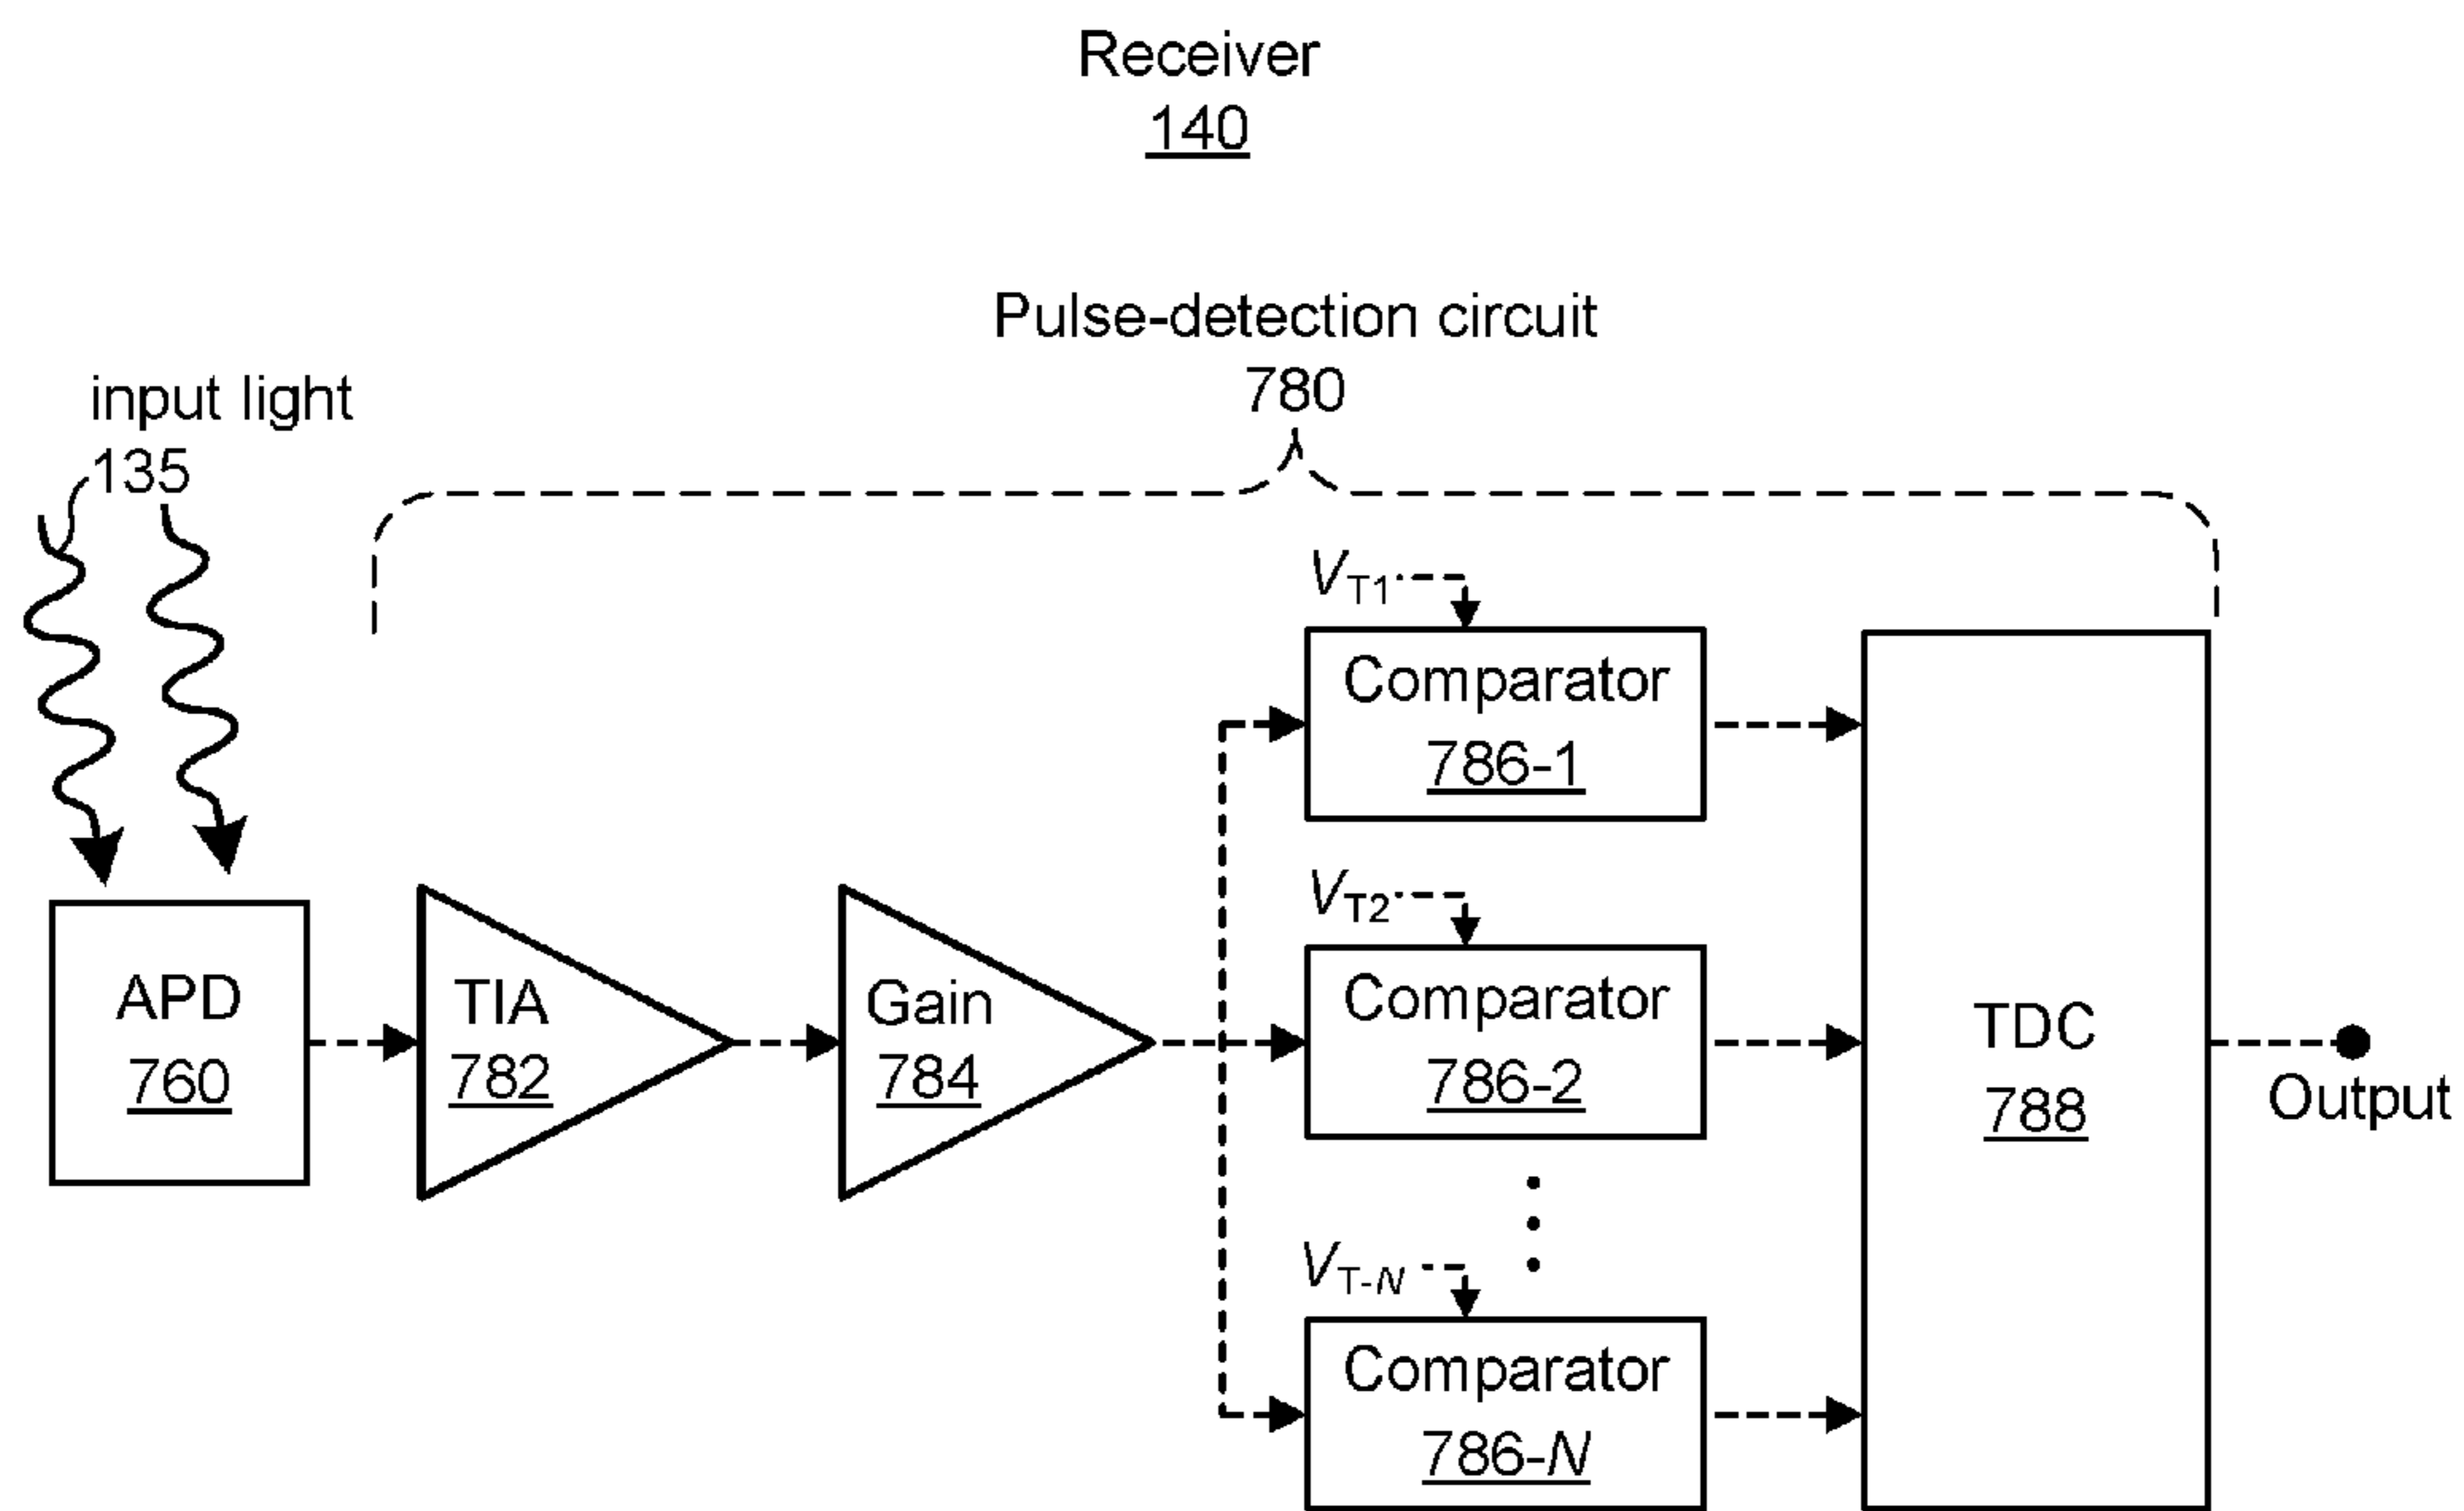 Receiver
140
Pulse-detection circuit
780
input light
135
VT1
Comparator
786-1
VT2
Comparator
786-2
VT-N
Comparator
786-N
APD
760
TIA
782
Gain
784
TDC
788
Output